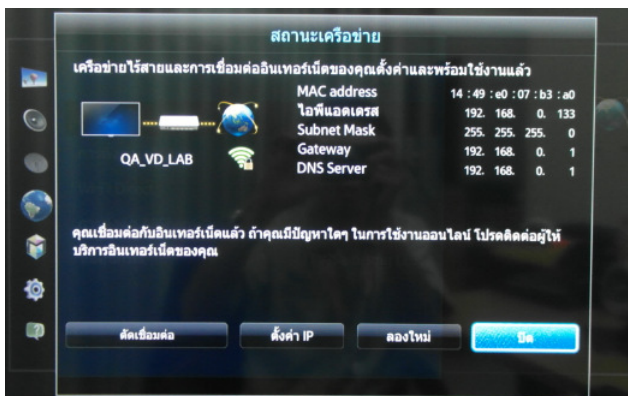 สถานะเครือข่าย
เครือข่ายไร้สายและการเชื่อมต่ออินเทอร์เน็ตของคุณตั้งค่าและพร้อมใช้งานแล้ว
MAC address 14 : 49 : e0 : 07 : b3 : a0
ไอพีแอดเดรส 192. 168. 0. 133
Subnet Mask 255. 255. 255. 0
Gateway 192. 168. 0. 1
DNS Server 192. 168. 0. 1
QA_VD_LAB
คุณเชื่อมต่อกับอินเทอร์เน็ตแล้ว ถ้าคุณมีปัญหาใดๆ ในการใช้งานออนไลน์ โปรดติดต่อผู้ให้
บริการอินเทอร์เน็ตของคุณ
ตัดเชื่อมต่อ
ตั้งค่า IP
ลองใหม่
ปิด